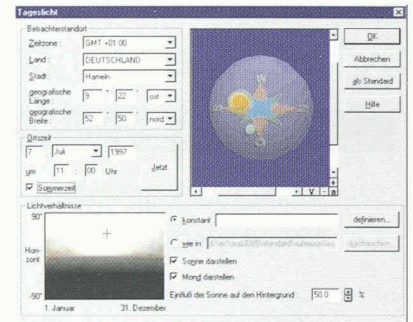 Tageslicht
Betrachterstandort
Zeitzone : GMT +01:00
Land : DEUTSCHLAND
Stadt : Hameln
geografische Länge : 9 ° 22 ' ost
geografische Breite : 52 ° 50 ' nord
OK
Abbrechen
als Standard
Hilfe
Ortszeit
7 Juli 1997
um 11 : 00 Uhr
Jetzt
Sommerzeit
Lichtverhältnisse
90°
Horizont
-90°
1. Januar 31. Dezember
konstant definieren...
wie in durchsuchen
Sonne darstellen
Mond darstellen
Einfluß der Sonne auf den Hintergrund : 50.0 %